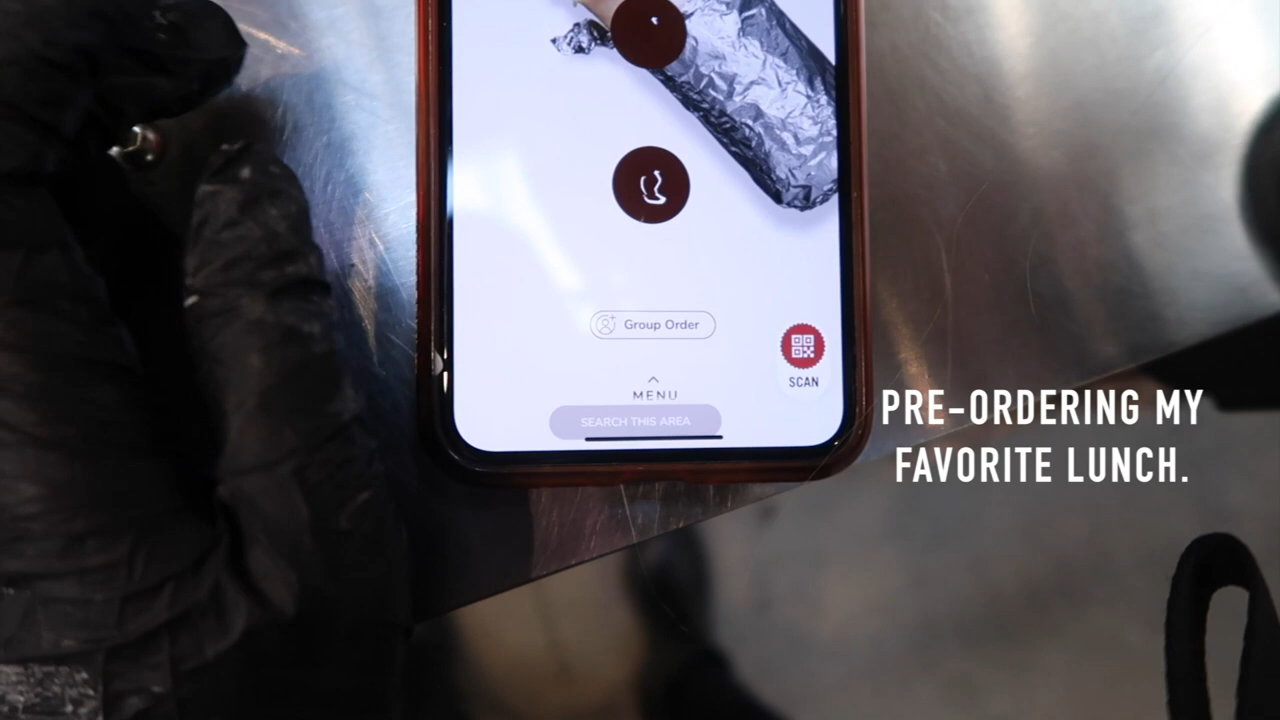 Group Order
SCAN
MENU
SEARCH THIS AREA
PRE-ORDERING MY
FAVORITE LUNCH.